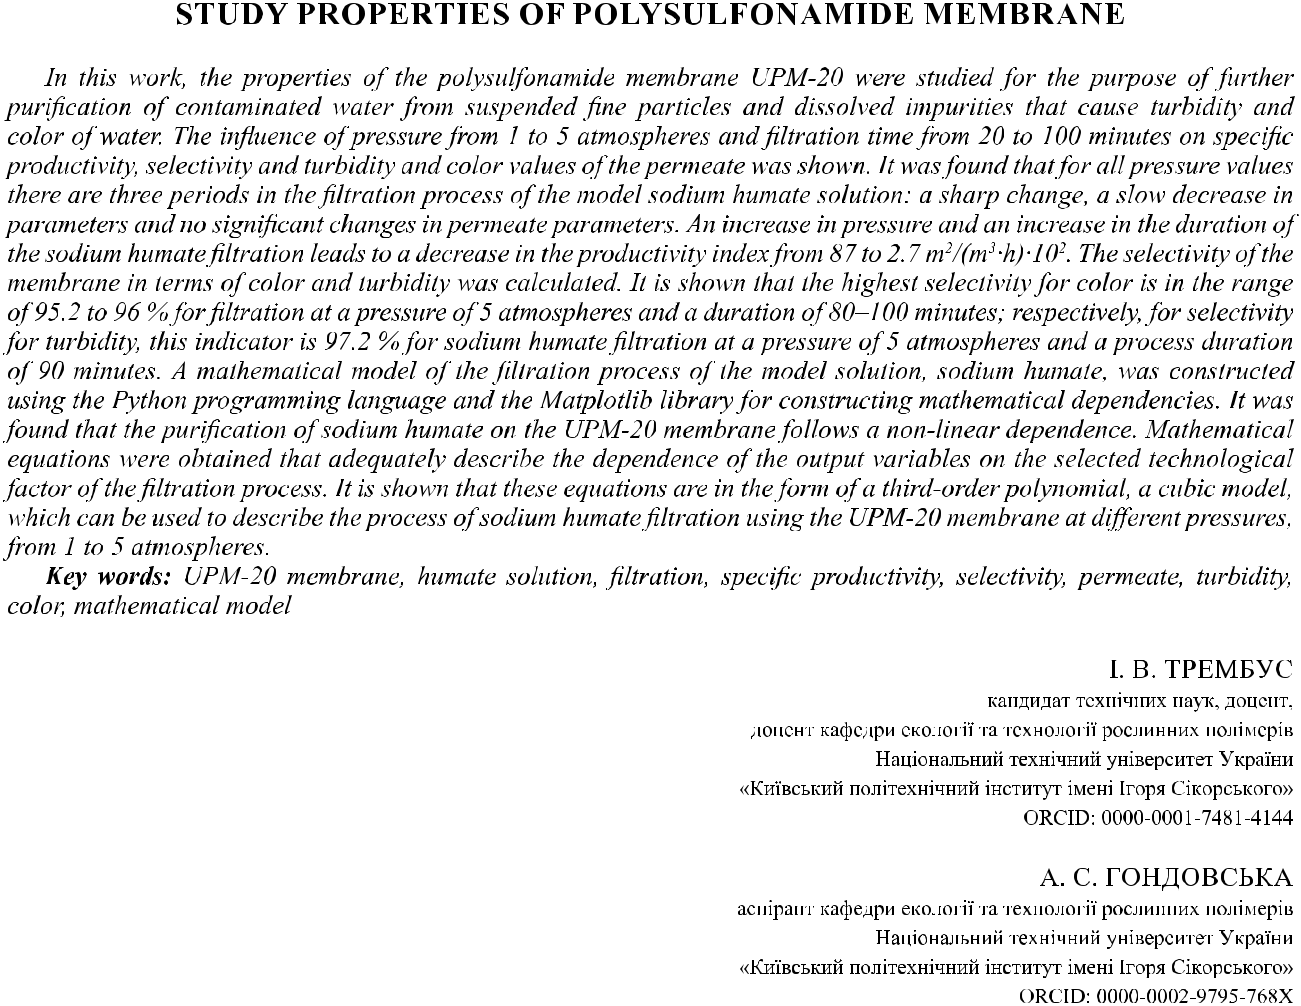 STUDY PROPERTIES OF POLYSULFONAMIDE MEMBRANE
In this work, the properties of the polysulfonamide membrane UPM-20 were studied for the purpose of further
purification of contaminated water from suspended fine particles and dissolved impurities that cause turbidity and
color of water. The influence of pressure from 1 to 5 atmospheres and filtration time from 20 to 100 minutes on specific
productivity, selectivity and turbidity and color values of the permeate was shown. It was found that for all pressure values
there are three periods in the filtration process of the model sodium humate solution: a sharp change, a slow decrease in
parameters and no significant changes in permeate parameters. An increase in pressure and an increase in the duration of
the sodium humate filtration leads to a decrease in the productivity index from 87 to 2.7 m²/(m³·h)·10². The selectivity of the
membrane in terms of color and turbidity was calculated. It is shown that the highest selectivity for color is in the range
of 95.2 to 96 % for filtration at a pressure of 5 atmospheres and a duration of 80–100 minutes; respectively, for selectivity
for turbidity, this indicator is 97.2 % for sodium humate filtration at a pressure of 5 atmospheres and a process duration
of 90 minutes. A mathematical model of the filtration process of the model solution, sodium humate, was constructed
using the Python programming language and the Matplotlib library for constructing mathematical dependencies. It was
found that the purification of sodium humate on the UPM-20 membrane follows a non-linear dependence. Mathematical
equations were obtained that adequately describe the dependence of the output variables on the selected technological
factor of the filtration process. It is shown that these equations are in the form of a third-order polynomial, a cubic model,
which can be used to describe the process of sodium humate filtration using the UPM-20 membrane at different pressures,
from 1 to 5 atmospheres.
Key words: UPM-20 membrane, humate solution, filtration, specific productivity, selectivity, permeate, turbidity,
color, mathematical model
І. В. ТРЕМБУС
кандидат технічних наук, доцент,
доцент кафедри екології та технології рослинних полімерів
Національний технічний університет України
«Київський політехнічний інститут імені Ігоря Сікорського»
ORCID: 0000-0001-7481-4144
А. С. ГОНДОВСЬКА
аспірант кафедри екології та технології рослинних полімерів
Національний технічний університет України
«Київський політехнічний інститут імені Ігоря Сікорського»
ORCID: 0000-0002-9795-768X